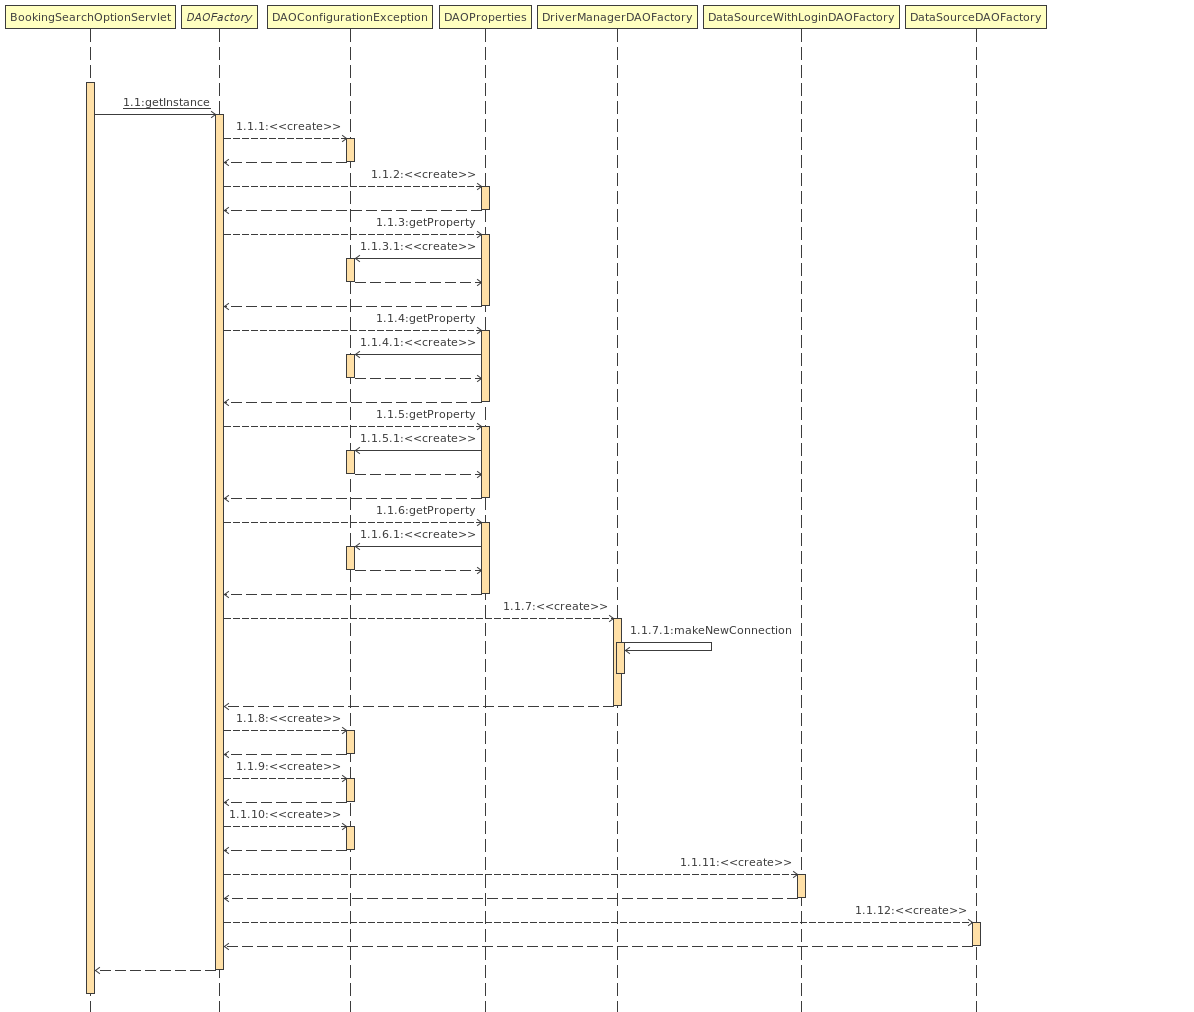 BookingSearchOptionServlet
DAOFactory
DAOConfigurationException
DAOProperties
DriverManagerDAOFactory
DataSourceWithLoginDAOFactory
DataSourceDAOFactory
1.1:getInstance
1.1.1:<<create>>
1.1.2:<<create>>
1.1.3:getProperty
1.1.3.1:<<create>>
1.1.4:getProperty
1.1.4.1:<<create>>
1.1.5:getProperty
1.1.5.1:<<create>>
1.1.6:getProperty
1.1.6.1:<<create>>
1.1.7:<<create>>
1.1.7.1:makeNewConnection
1.1.8:<<create>>
1.1.9:<<create>>
1.1.10:<<create>>
1.1.11:<<create>>
1.1.12:<<create>>